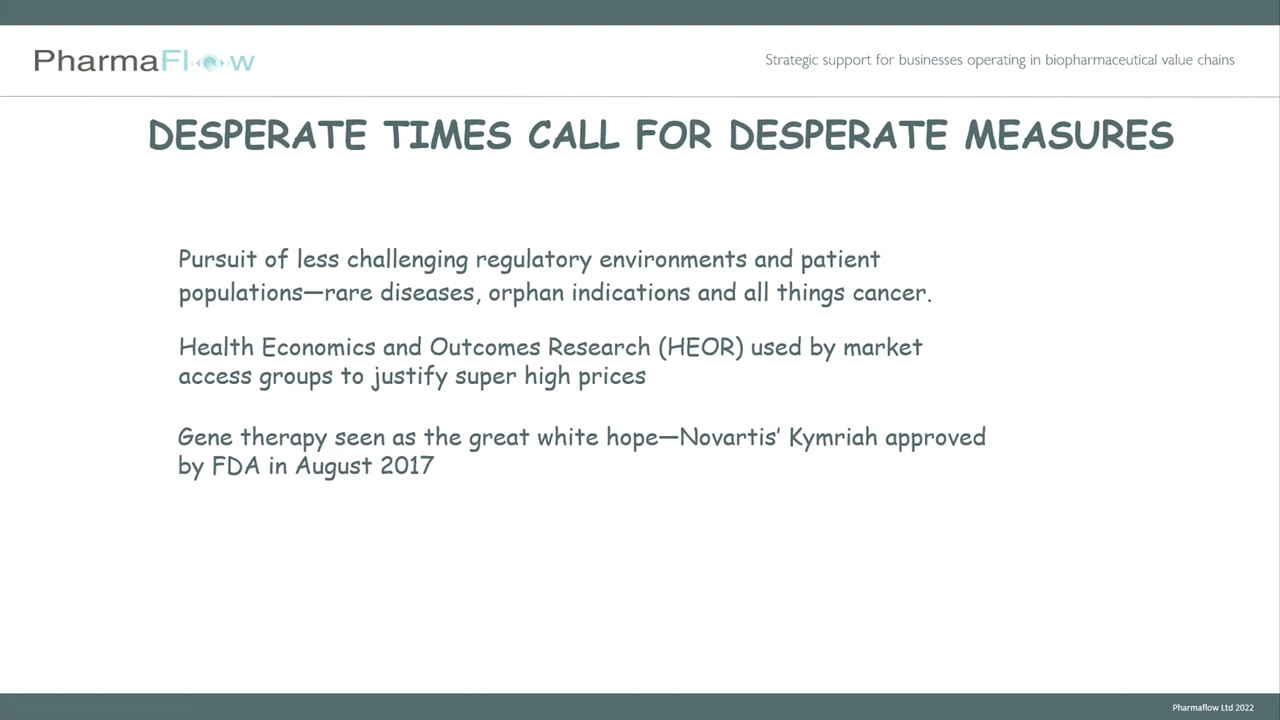 PharmaFlow
Strategic support for businesses operating in biopharmaceutical value chains
DESPERATE TIMES CALL FOR DESPERATE MEASURES
Pursuit of less challenging regulatory environments and patient
populations—rare diseases, orphan indications and all things cancer.
Health Economics and Outcomes Research (HEOR) used by market
access groups to justify super high prices
Gene therapy seen as the great white hope—Novartis’ Kymriah approved
by FDA in August 2017
Pharmaflow Ltd 2022